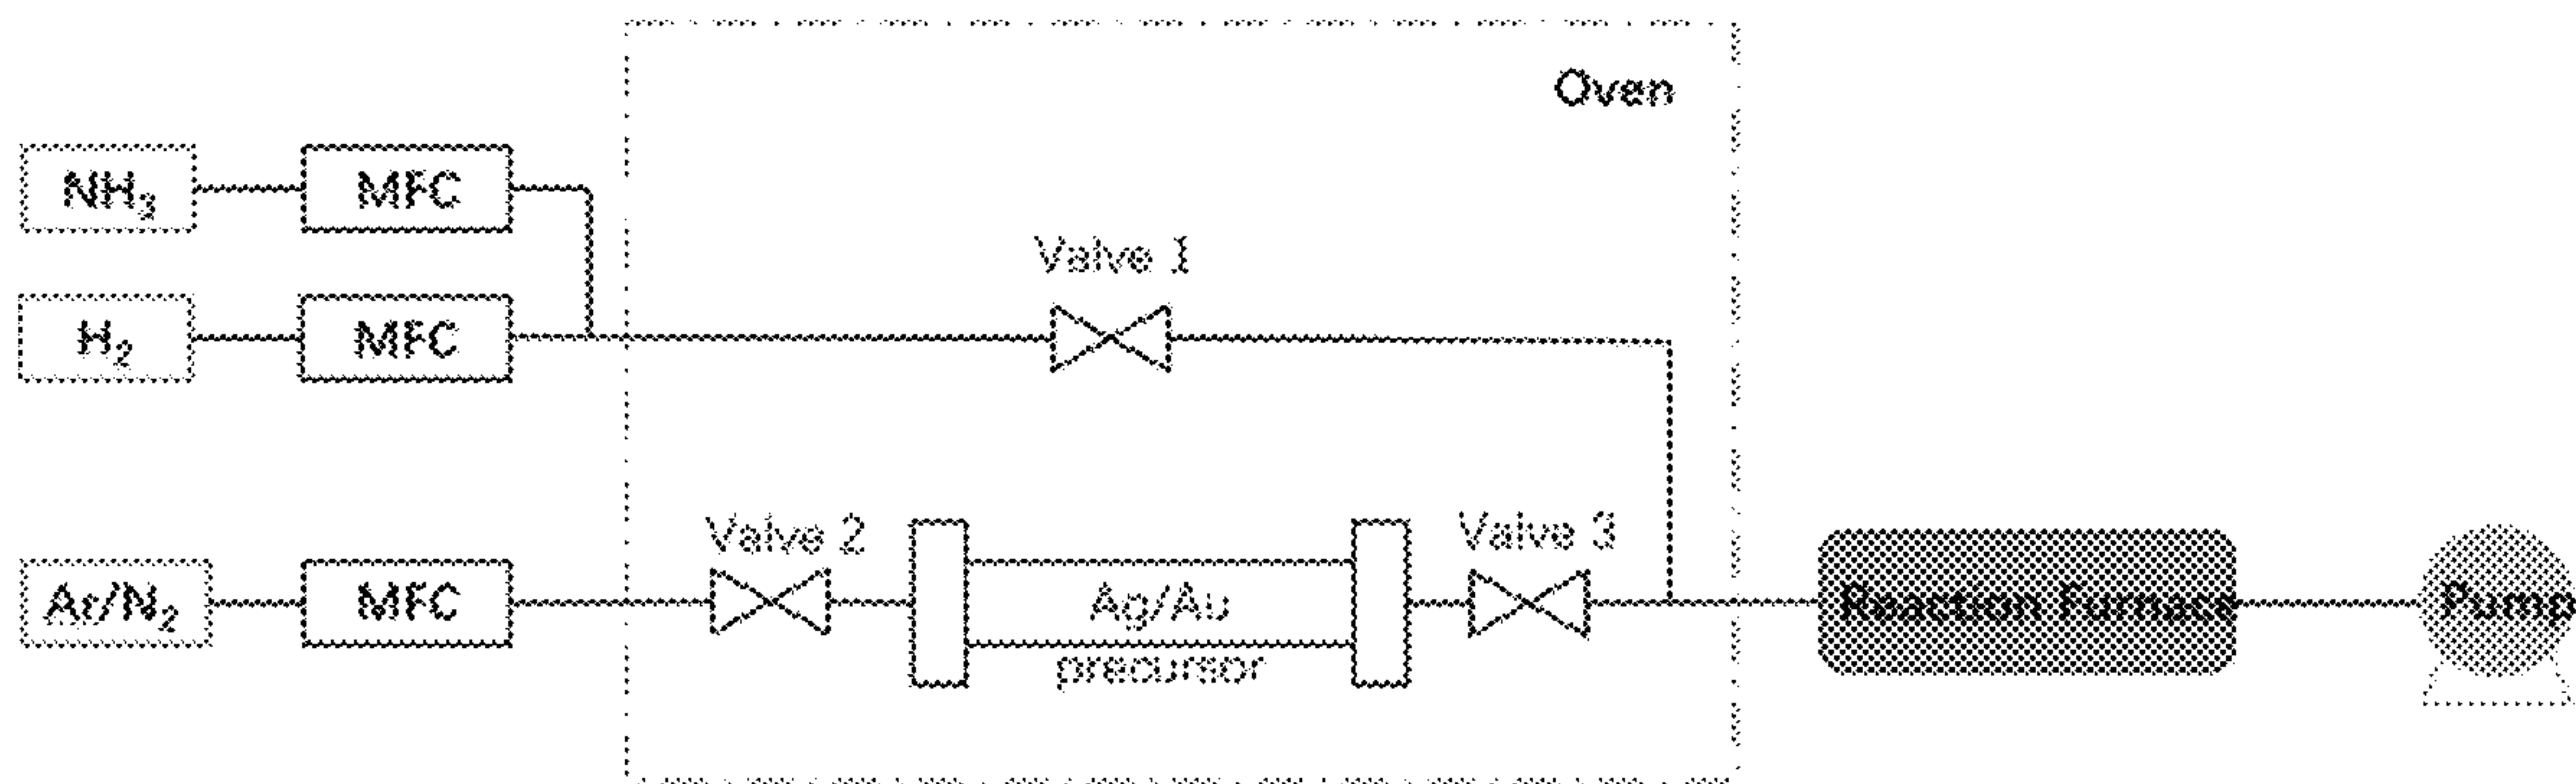 Oven
NH₃ MFC
Valve 1
H₂ MFC
Valve 2 Valve 3
Ar/N₂ MFC Ag/Au Reaction Furnace Pump
precursor